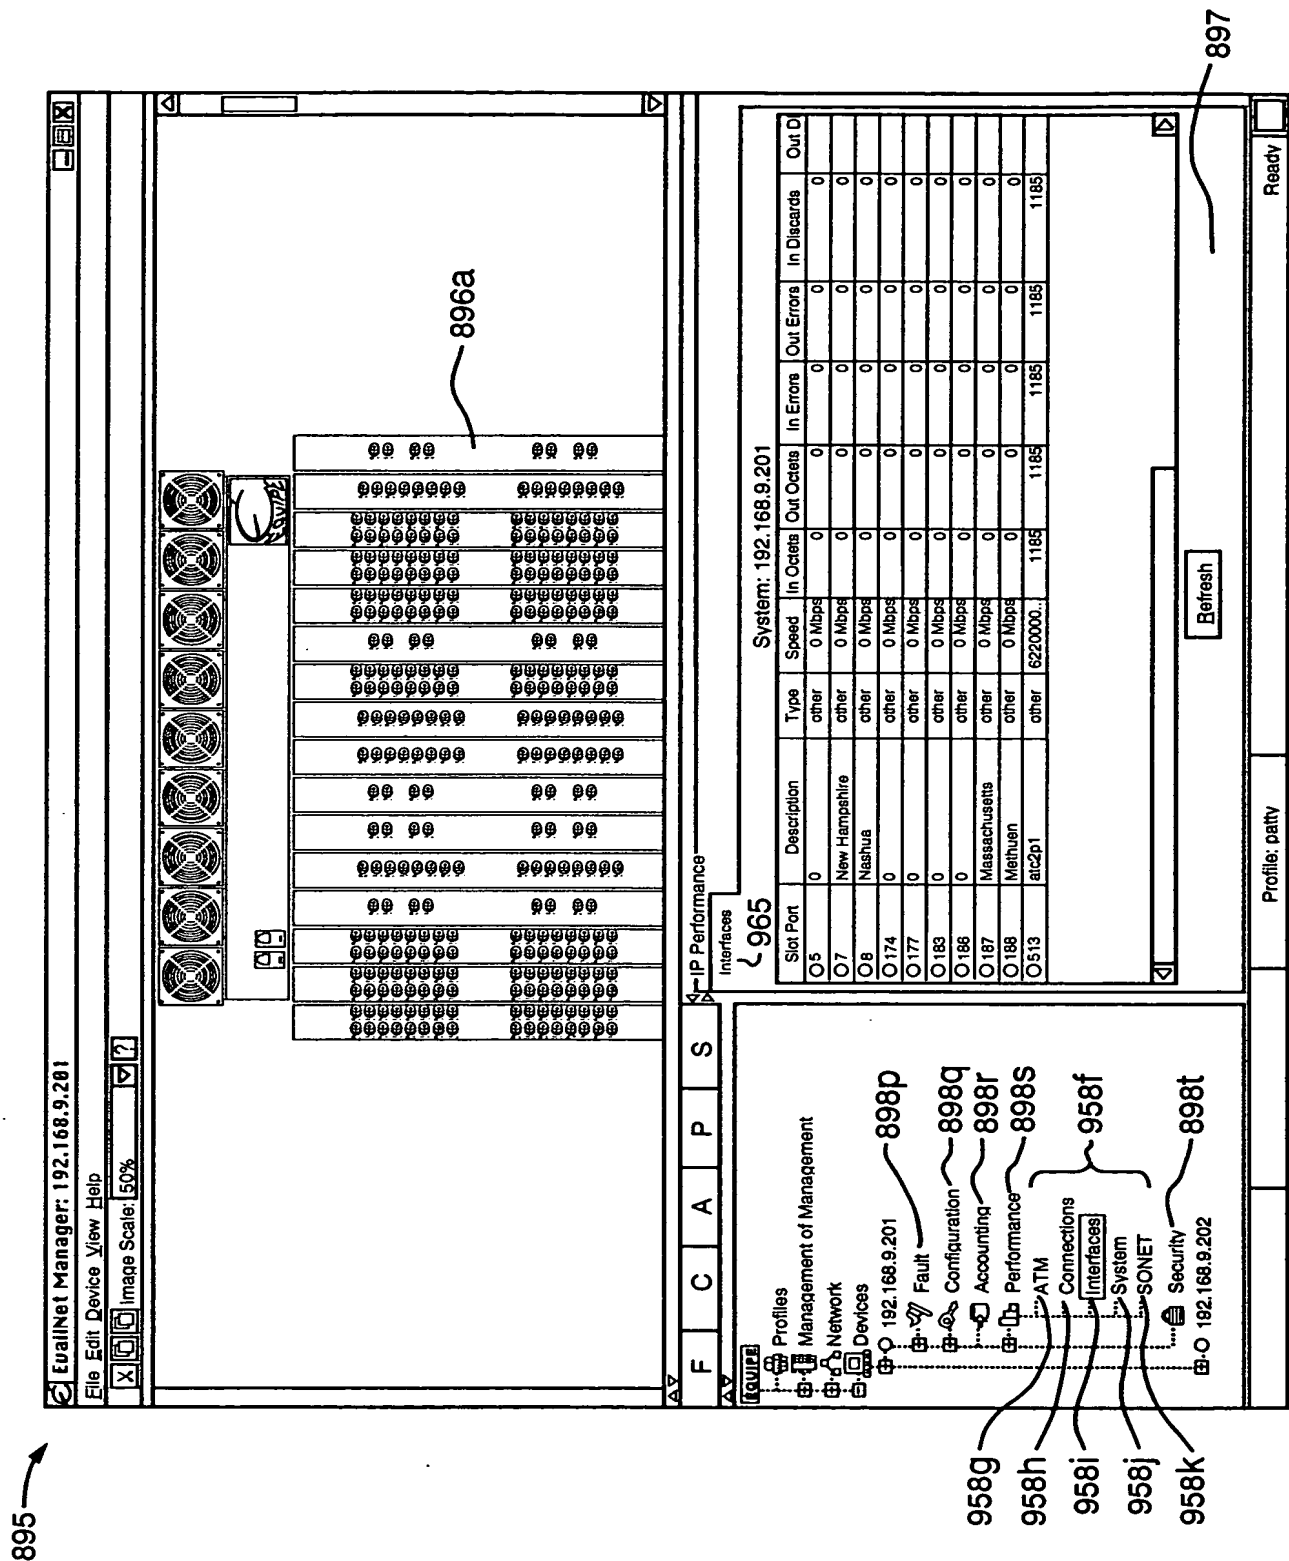 895
EualNet Manager: 192.168.9.201
File Edit Device View Help
Image Scale: 50%
?
EQUIPE
896a
F C A P S
EQUIPE
Profiles
Management of Management
Network
Devices
192.168.9.201
Fault
Configuration
Accounting
Performance
ATM
Connections
Interfaces
System
SONET
Security
192.168.9.202
898p
898q
898r
898s
958f
898t
958g
958h
958i
958j
958k
IP Performance
Interfaces
965
System: 192.168.9.201
Slot Port Description Type Speed In Octets Out Octets In Errors Out Errors In Discards Out D
5 0 other 0 Mbps 0 0 0 0 0
7 New Hampshire other 0 Mbps 0 0 0 0 0
8 Nashua other 0 Mbps 0 0 0 0 0
174 0 other 0 Mbps 0 0 0 0 0
177 0 other 0 Mbps 0 0 0 0 0
183 0 other 0 Mbps 0 0 0 0 0
186 0 other 0 Mbps 0 0 0 0 0
187 Massachusetts other 0 Mbps 0 0 0 0 0
188 Methuen other 0 Mbps 0 0 0 0 0
513 atc2p1 other 6220000... 1185 1185 1185 1185 1185
Refresh
897
Profile: patty
Ready